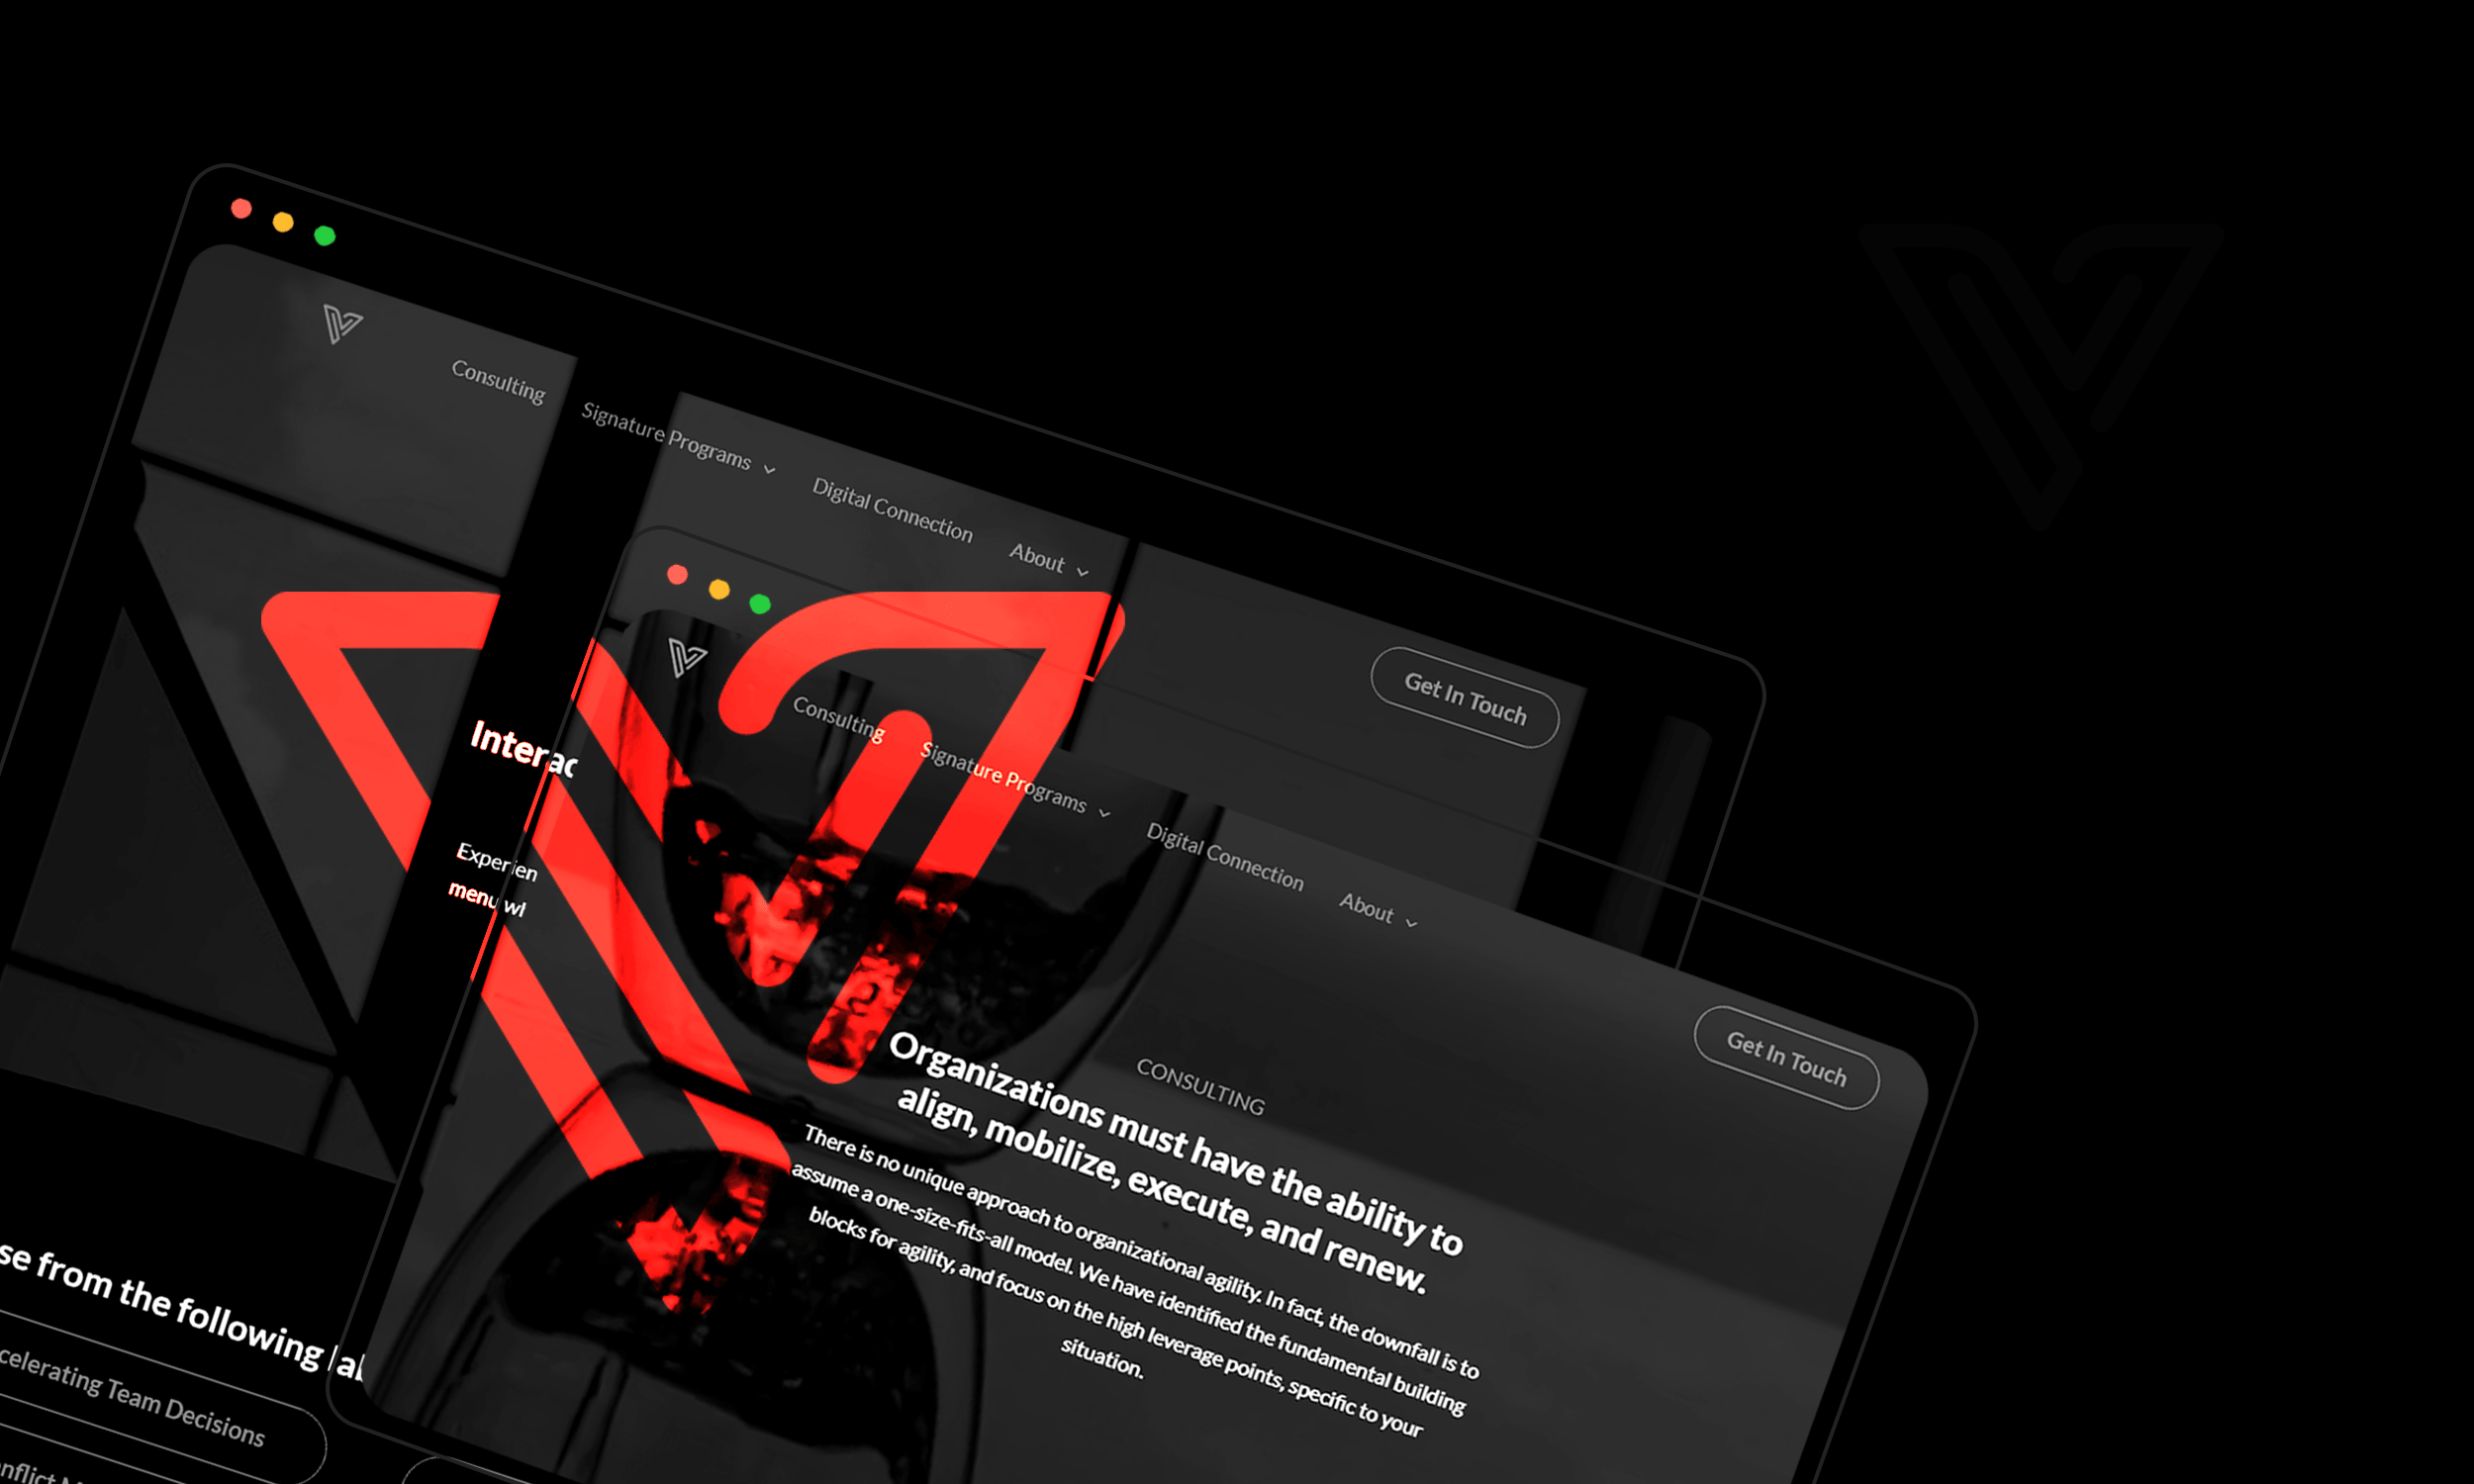 Consulting
Signature Programs
Digital Connection
About
Get In Touch
Interac
Experien
menu wl
se from the following lab
celerating Team Decisions
nflict
Consulting
Signature Programs
Digital Connection
About
Get In Touch
CONSULTING
Organizations must have the ability to
align, mobilize, execute, and renew.
There is no unique approach to organizational agility. In fact, the downfall is to
assume a one-size-fits-all model. We have identified the fundamental building
blocks for agility, and focus on the high leverage points, specific to your
situation.